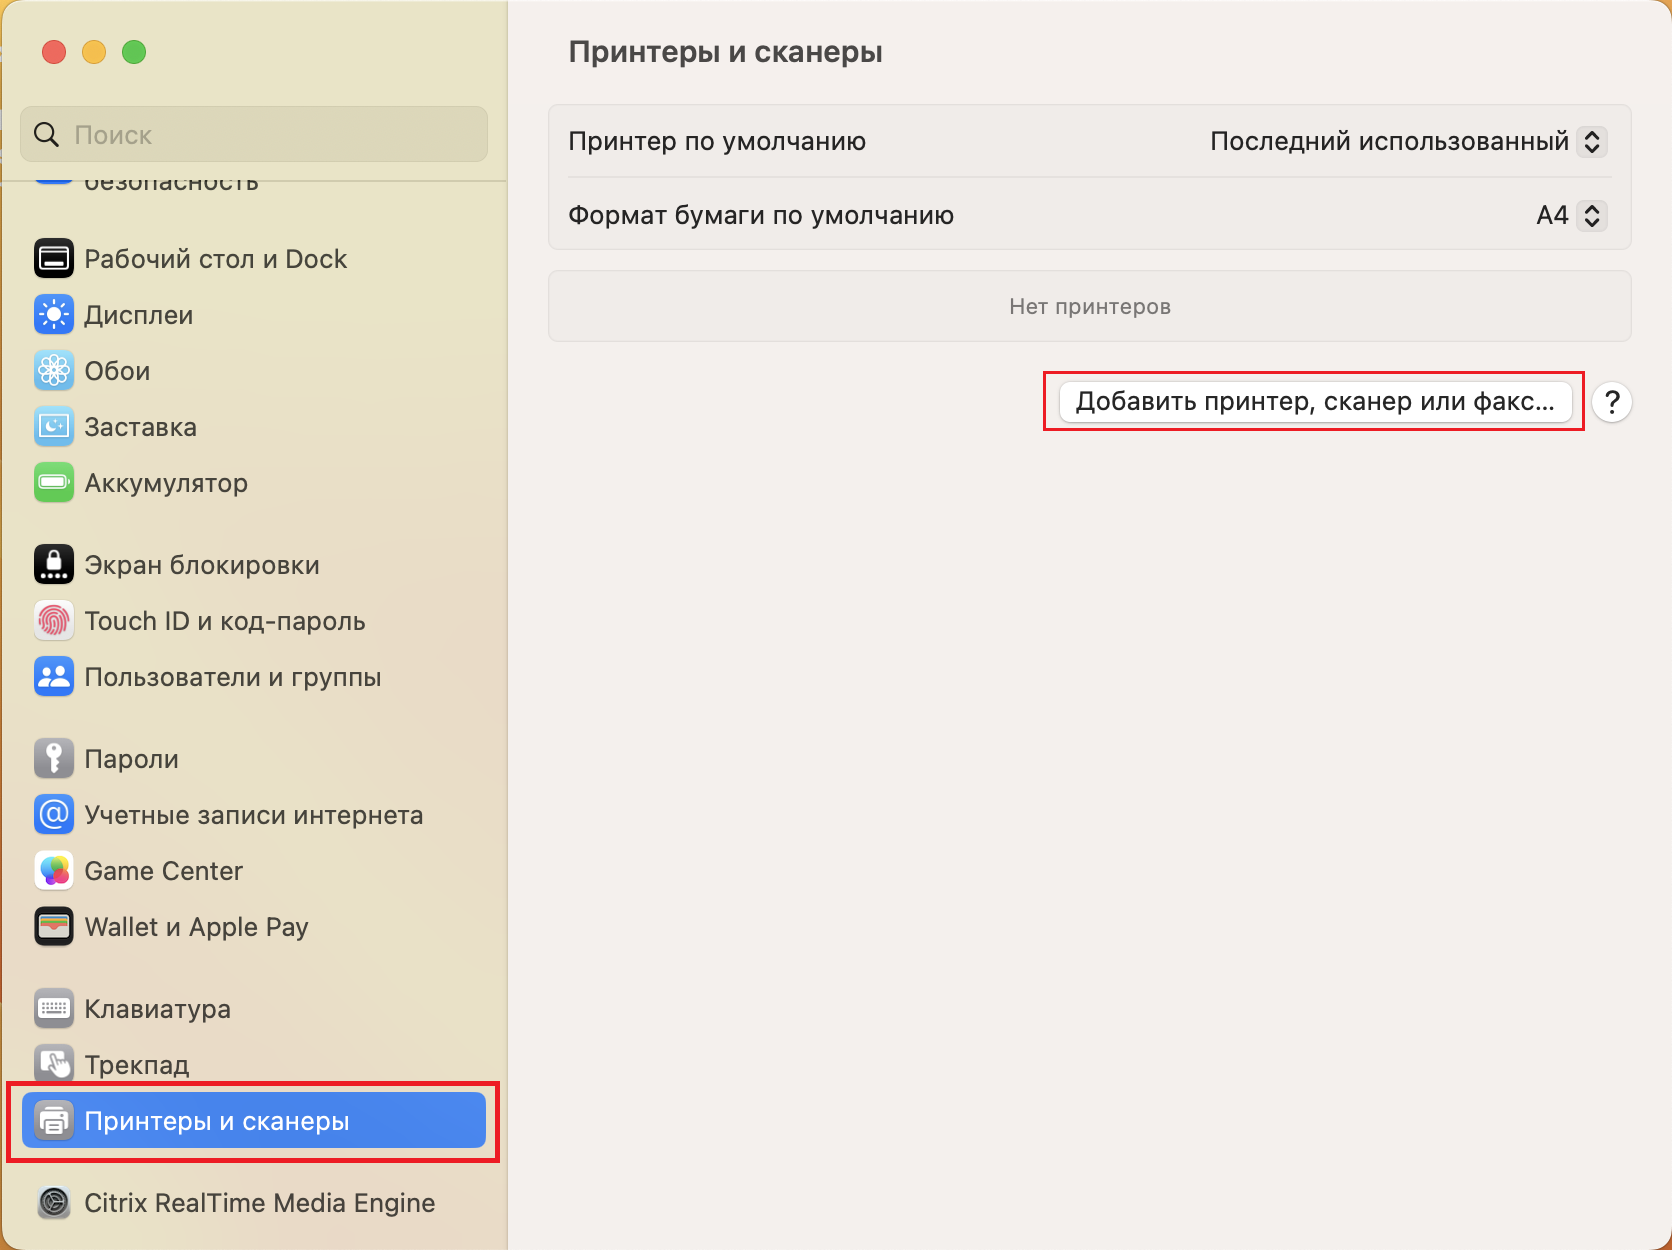 Поиск
безопасность
Рабочий стол и Dock
Дисплеи
Обои
Заставка
Аккумулятор
Экран блокировки
Touch ID и код-пароль
Пользователи и группы
Пароли
Учетные записи интернета
Game Center
Wallet и Apple Pay
Клавиатура
Трекпад
Принтеры и сканеры
Citrix RealTime Media Engine
Принтеры и сканеры
Принтер по умолчанию Последний использованный
Формат бумаги по умолчанию A4
Нет принтеров
Добавить принтер, сканер или факс... ?